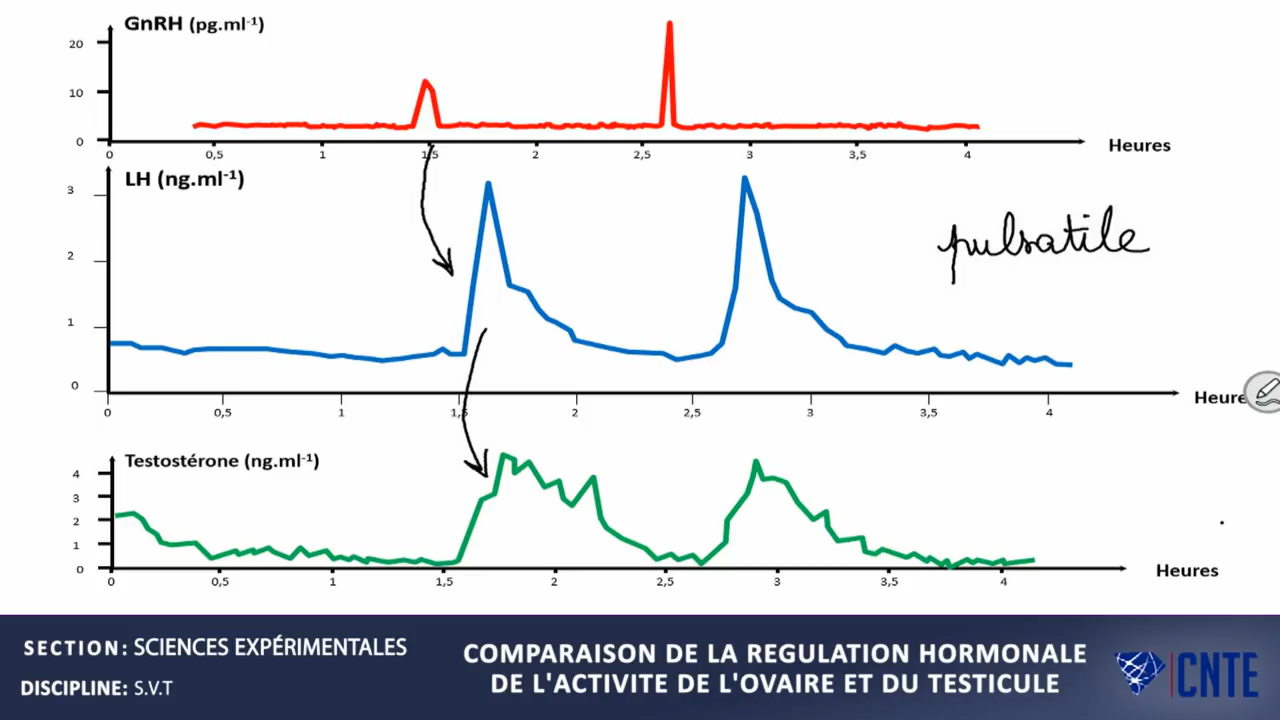 GnRH (pg.ml-1)
20
10
0
0 0,5 1 1,5 2 2,5 3 3,5 4
Heures
LH (ng.ml-1)
3
2
1
0
0 0,5 1 1,5 2 2,5 3 3,5 4
Heure
pulsatile
Testostérone (ng.ml-1)
4
3
2
1
0
0 0,5 1 1,5 2 2,5 3 3,5 4
Heures
SECTION: SCIENCES EXPÉRIMENTALES
DISCIPLINE: S.V.T
COMPARAISON DE LA REGULATION HORMONALE
DE L'ACTIVITE DE L'OVAIRE ET DU TESTICULE
CNTE